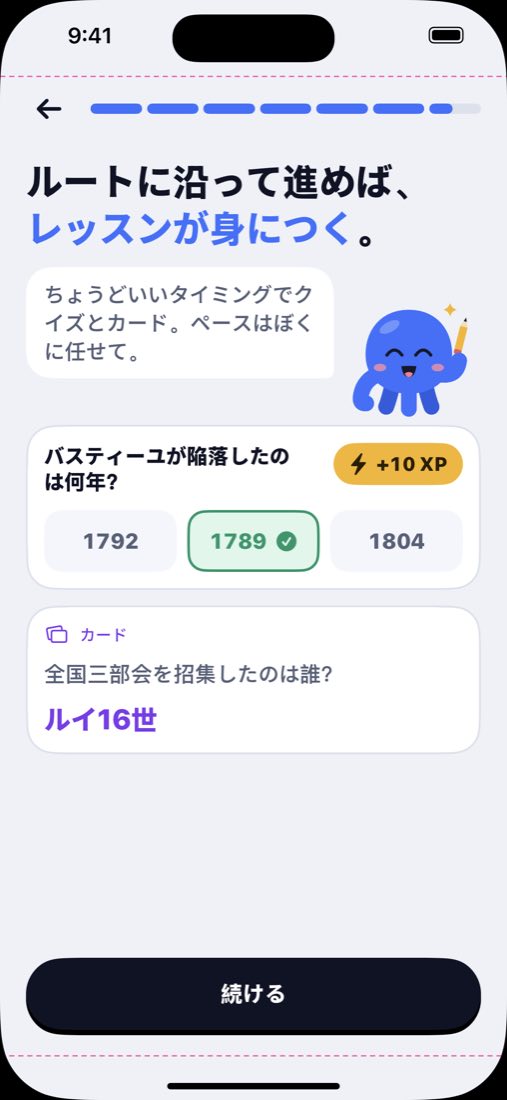 9:41
ルートに沿って進めば、
レッスンが身につく。
ちょうどいいタイミングでク
イズとカード。ペースはぼく
に任せて。
バスティーユが陥落したの
は何年?
+10 XP
1792
1789
1804
カード
全国三部会を招集したのは誰?
ルイ16世
続ける